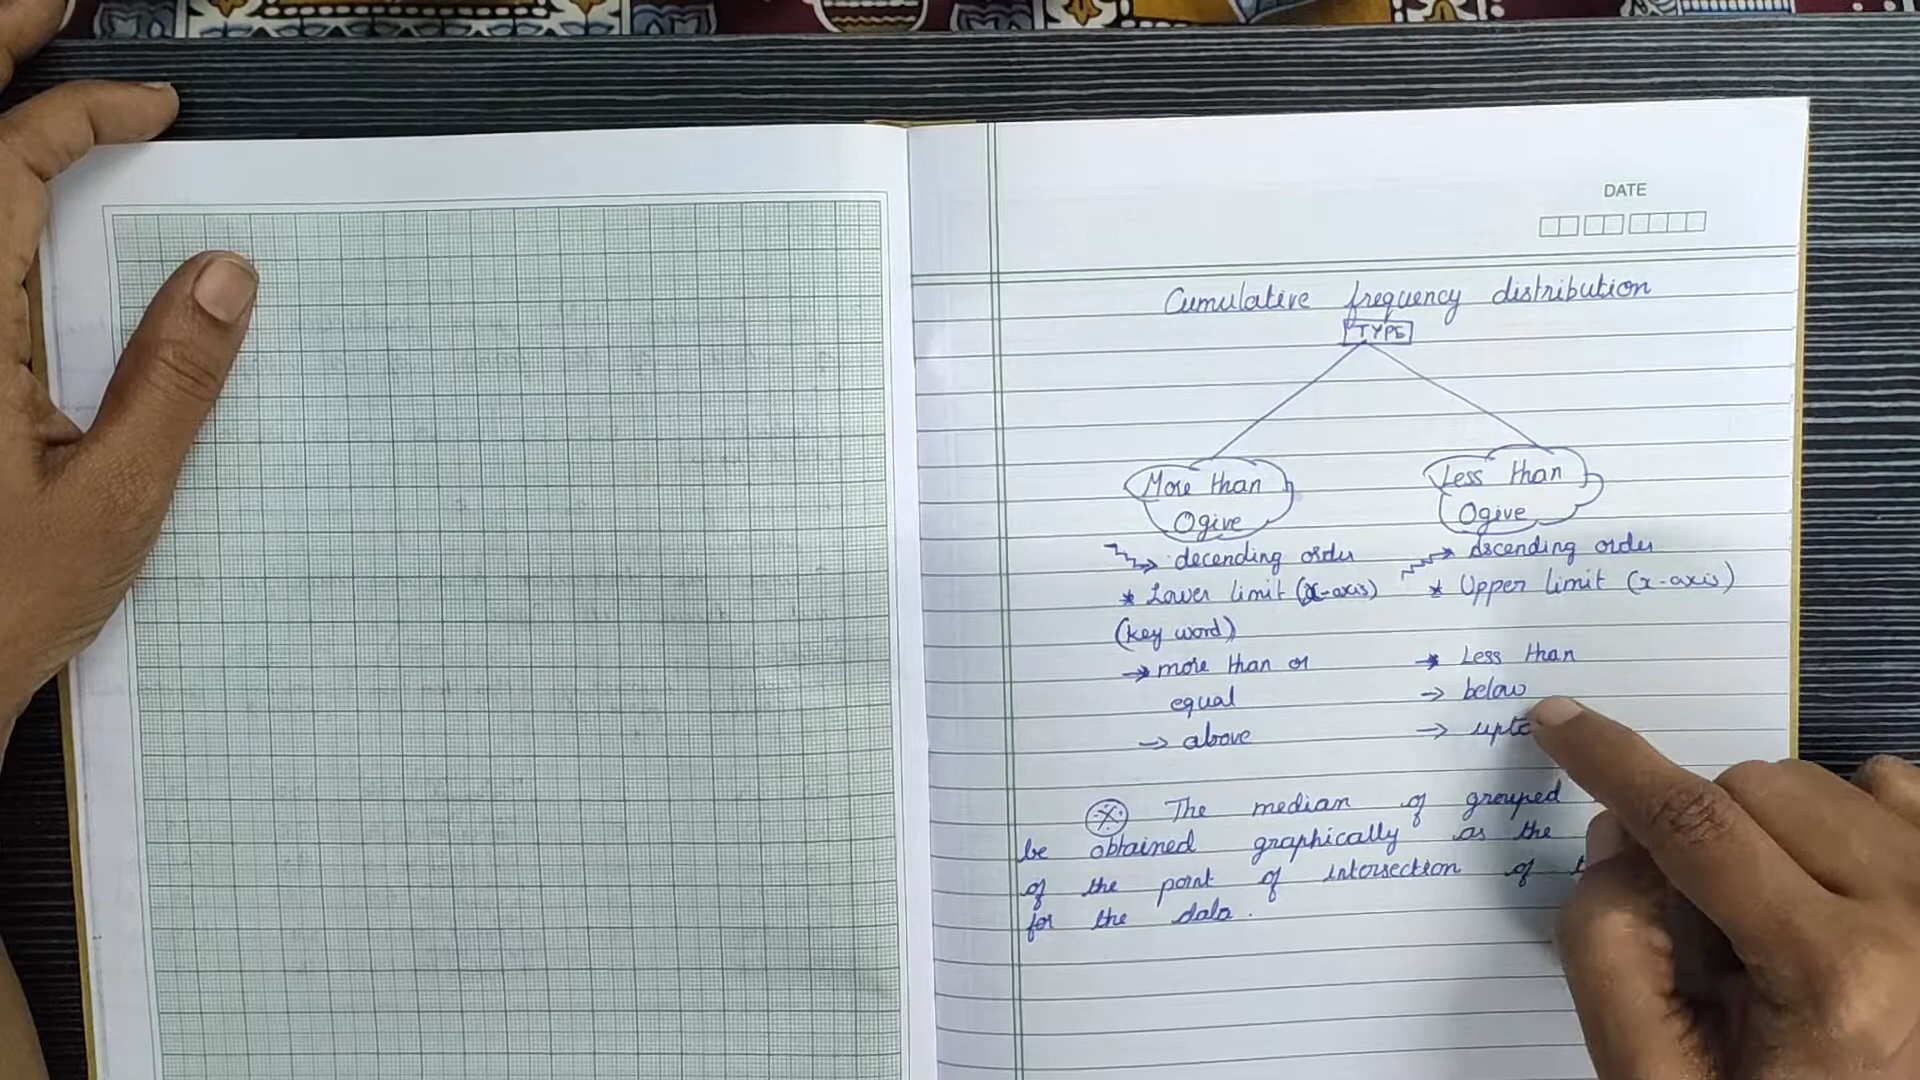 DATE
Cumulative frequency distribution
TYPE
More than
Ogive
decending order
* Lower limit (x-axis)
(key word)
→ more than or
equal
→ above
Less than
Ogive
ascending order
* Upper limit (x-axis)
→ Less than
→ below
→ upto
The median of grouped
be obtained graphically as the
of the point of intersection of
for the data.